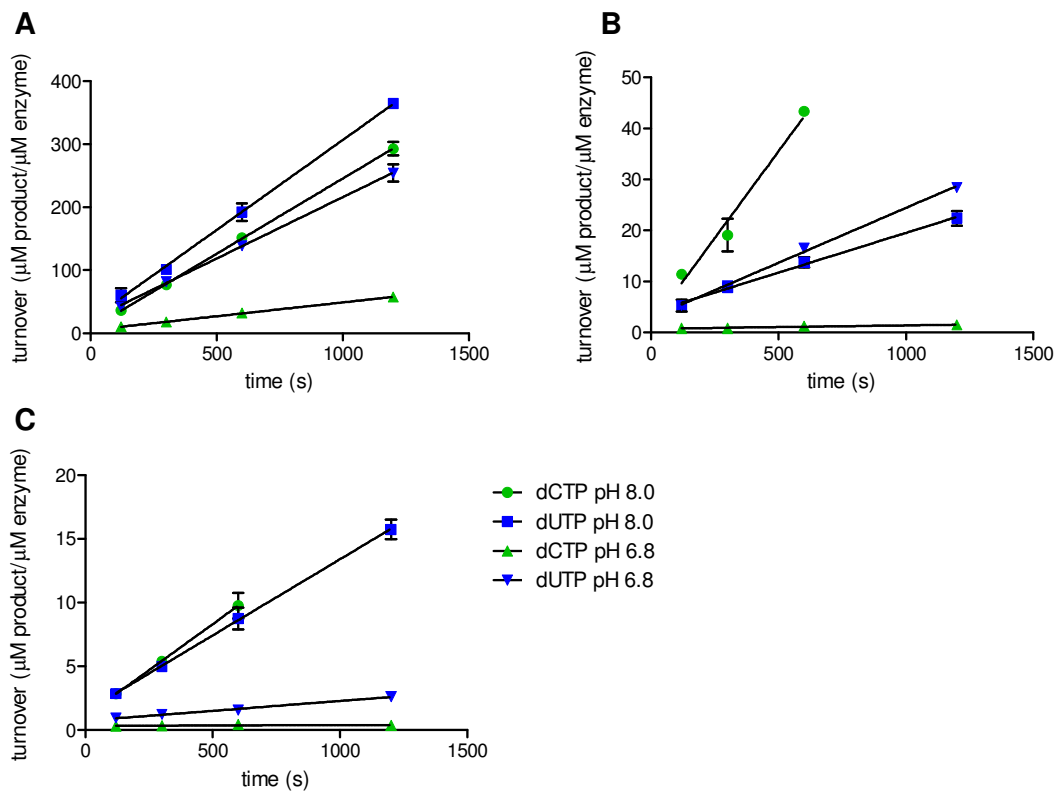 A
turnover (μM product/μM enzyme)
400
300
200
100
0
0 500 1000 1500
time (s)
B
turnover (μM product/μM enzyme)
50
40
30
20
10
0
0 500 1000 1500
time (s)
C
turnover (μM product/μM enzyme)
20
15
10
5
0
0 500 1000 1500
time (s)
dCTP pH 8.0
dUTP pH 8.0
dCTP pH 6.8
dUTP pH 6.8